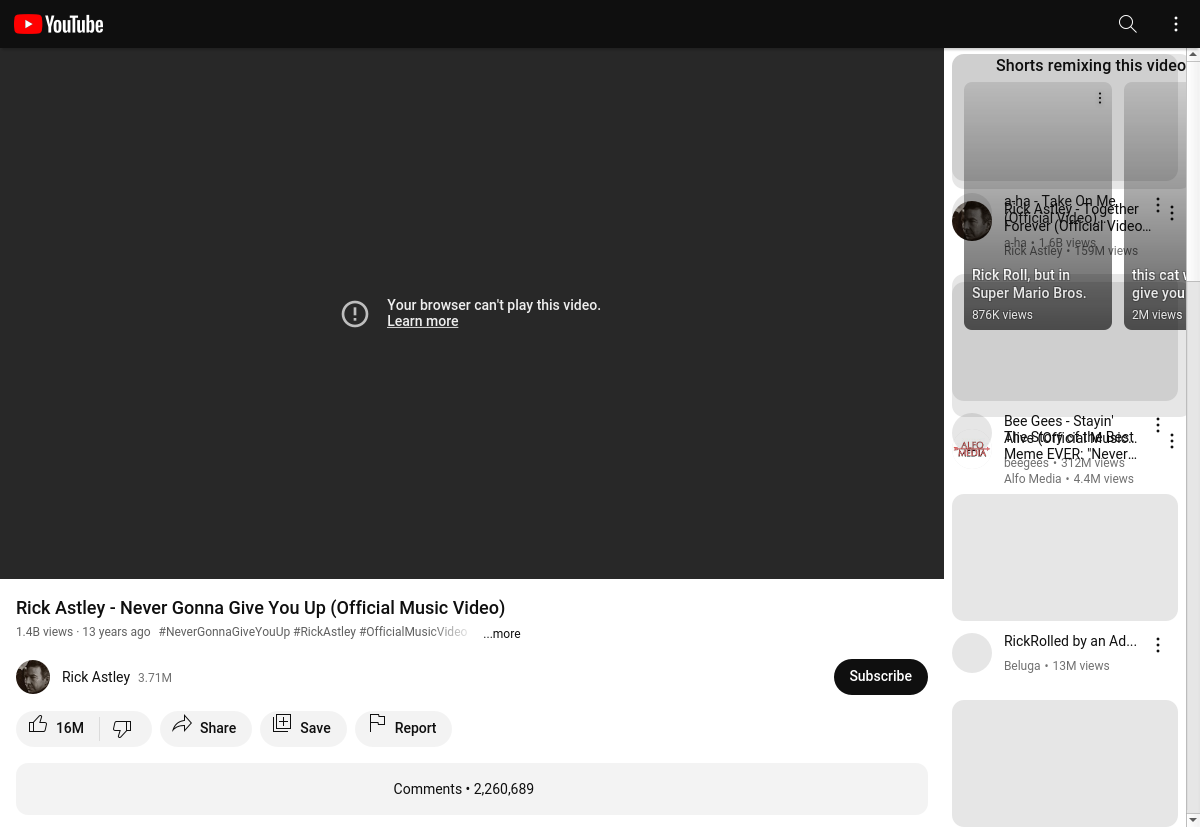 YouTube
Your browser can't play this video.
Learn more
Rick Astley - Never Gonna Give You Up (Official Music Video)
1.4B views · 13 years ago #NeverGonnaGiveYouUp #RickAstley #OfficialMusicVideo ...more
Rick Astley 3.71M
Subscribe
16M
Share
Save
Report
Comments • 2,260,689
Shorts remixing this video
a-ha - Take On Me
(Official Video)
a-ha • 1.6B views
Rick Astley - Together
Forever (Official Video...
Rick Astley • 159M views
Rick Roll, but in
Super Mario Bros.
876K views
this cat
give you
2M views
Bee Gees - Stayin'
Alive (Official Music...
beegees • 312M views
The Story of the Best
Meme EVER: "Never...
Alfo Media • 4.4M views
ALFO
MEDIA
RickRolled by an Ad...
Beluga • 13M views